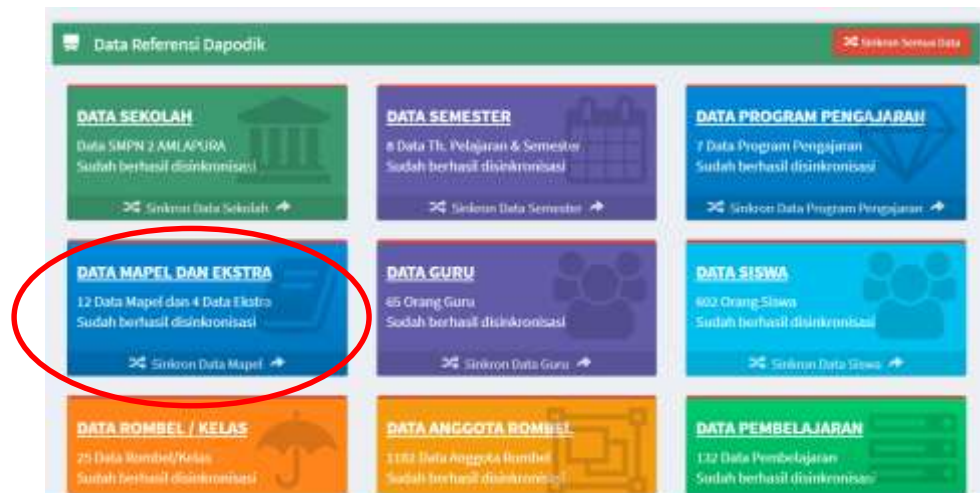 Data Referensi Dapodik
Sinkron Semua Data
DATA SEKOLAH
Data SMPN 2 AMLAPURA
Sudah berhasil disinkronisasi
Sinkron Data Sekolah
DATA SEMESTER
8 Data Th. Pelajaran & Semester
Sudah berhasil disinkronisasi
Sinkron Data Semester
DATA PROGRAM PENGAJARAN
7 Data Program Pengajaran
Sudah berhasil disinkronisasi
Sinkron Data Program Pengajaran
DATA MAPEL DAN EKSTRA
12 Data Mapel dan 4 Data Ekstra
Sudah berhasil disinkronisasi
Sinkron Data Mapel
DATA GURU
65 Orang Guru
Sudah berhasil disinkronisasi
Sinkron Data Guru
DATA SISWA
602 Orang Siswa
Sudah berhasil disinkronisasi
Sinkron Data Siswa
DATA ROMBEL / KELAS
25 Data Rombel/Kelas
Sudah berhasil disinkronisasi
DATA ANGGOTA ROMBEL
Data Anggota Rombel
Sudah berhasil disinkronisasi
DATA PEMBELAJARAN
132 Data Pembelajaran
Sudah berhasil disinkronisasi